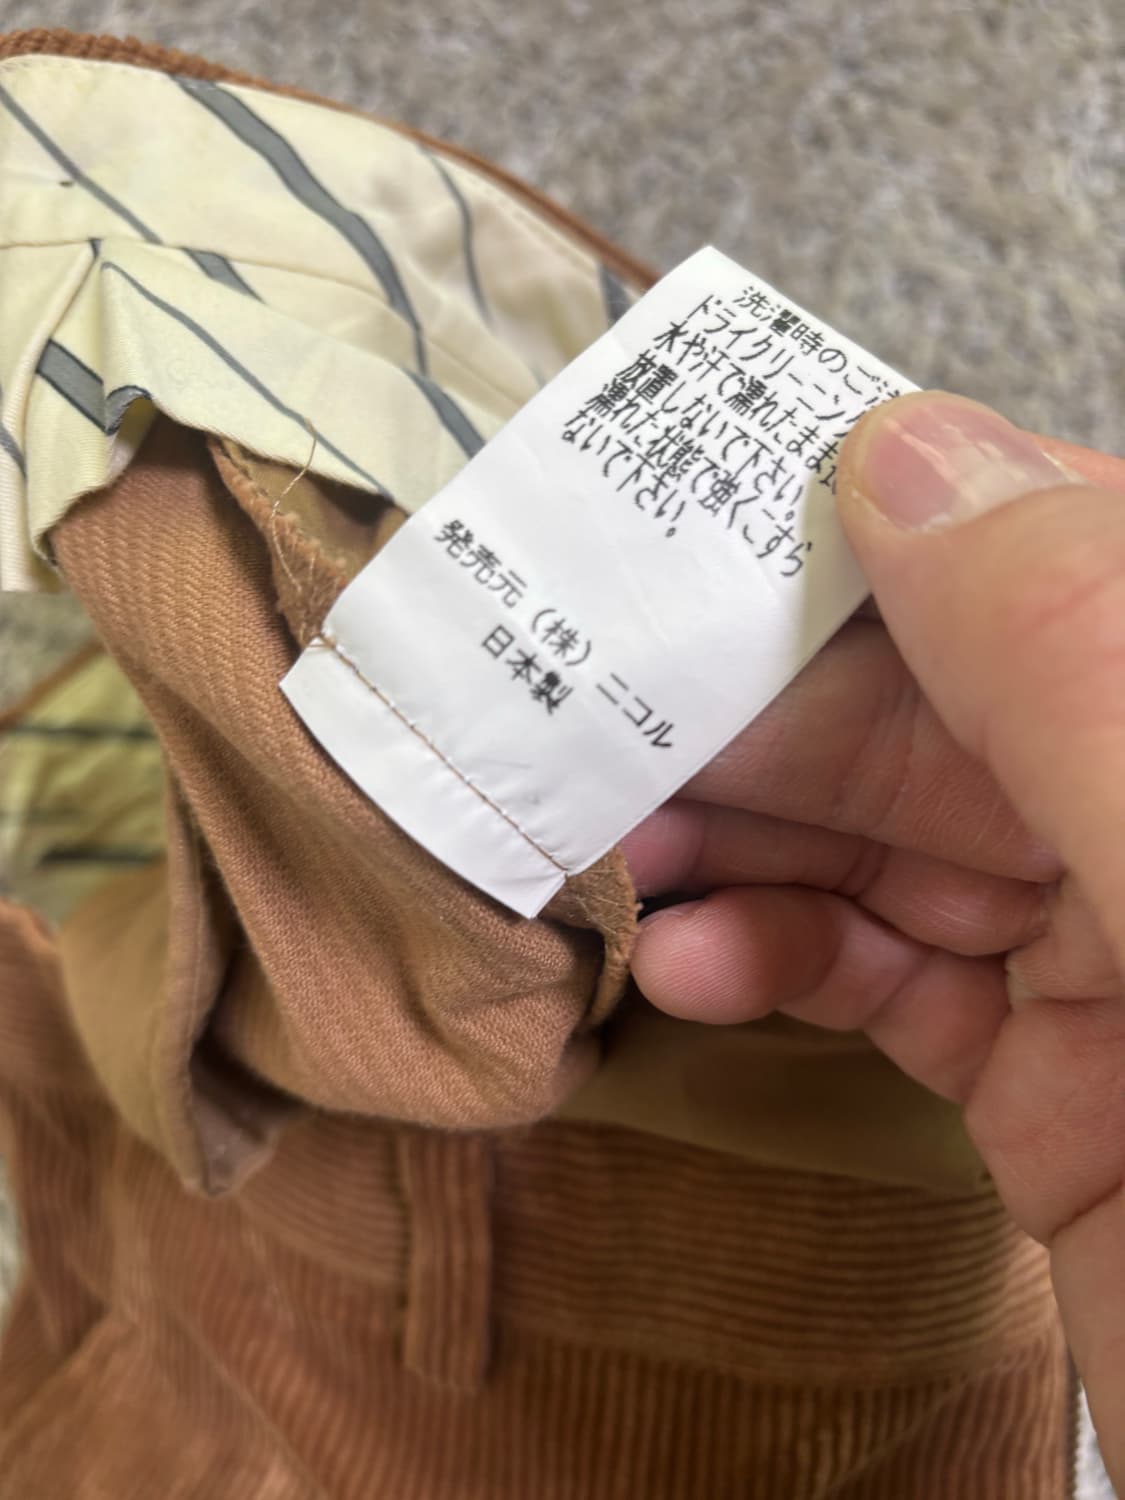 洗濯時のご注
ドライクリーニング
水や汗で濡れたまま
放置しないで下さい。
濡れた状態で強くこすら
ないで下さい。
発売元（株）ニコル
日本製